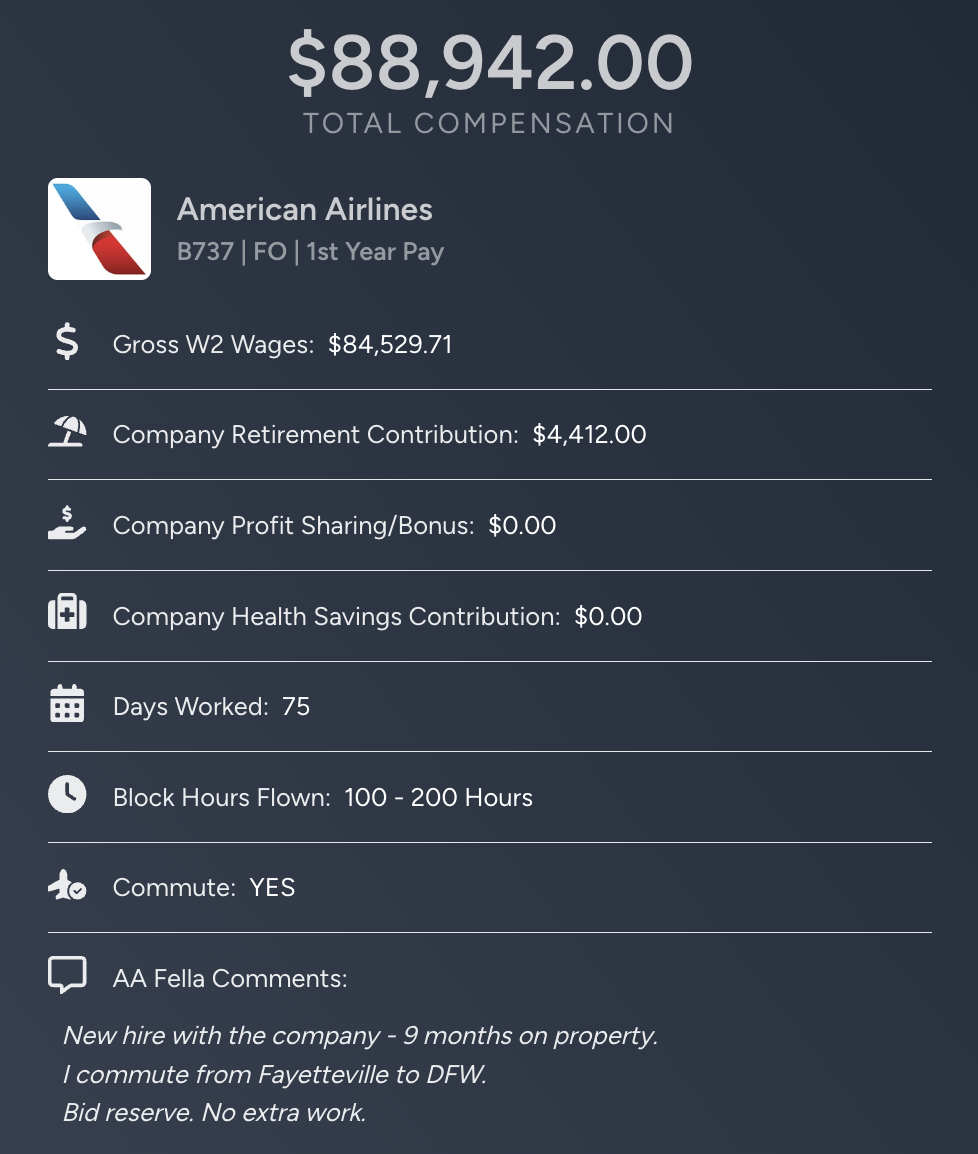 $88,942.00
TOTAL COMPENSATION
American Airlines
B737 | FO | 1st Year Pay
Gross W2 Wages: $84,529.71
Company Retirement Contribution: $4,412.00
Company Profit Sharing/Bonus: $0.00
Company Health Savings Contribution: $0.00
Days Worked: 75
Block Hours Flown: 100 - 200 Hours
Commute: YES
AA Fella Comments:
New hire with the company - 9 months on property.
I commute from Fayetteville to DFW.
Bid reserve. No extra work.